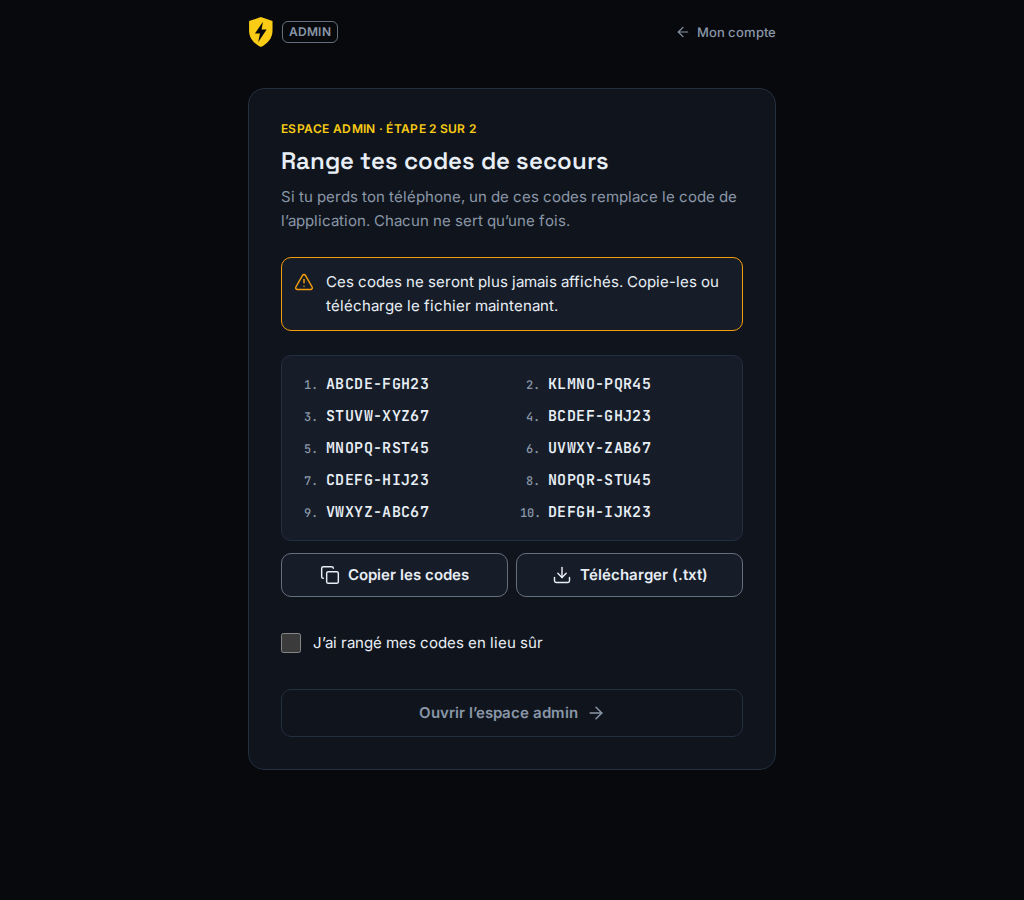 ADMIN
Mon compte
ESPACE ADMIN · ÉTAPE 2 SUR 2
Range tes codes de secours
Si tu perds ton téléphone, un de ces codes remplace le code de
l’application. Chacun ne sert qu’une fois.
Ces codes ne seront plus jamais affichés. Copie-les ou
télécharge le fichier maintenant.
1. ABCDE-FGH23 2. KLMNO-PQR45
3. STUVW-XYZ67 4. BCDEF-GHJ23
5. MNOPQ-RST45 6. UVWXY-ZAB67
7. CDEFG-HIJ23 8. NOPQR-STU45
9. VWXYZ-ABC67 10. DEFGH-IJK23
Copier les codes Télécharger (.txt)
J’ai rangé mes codes en lieu sûr
Ouvrir l’espace admin